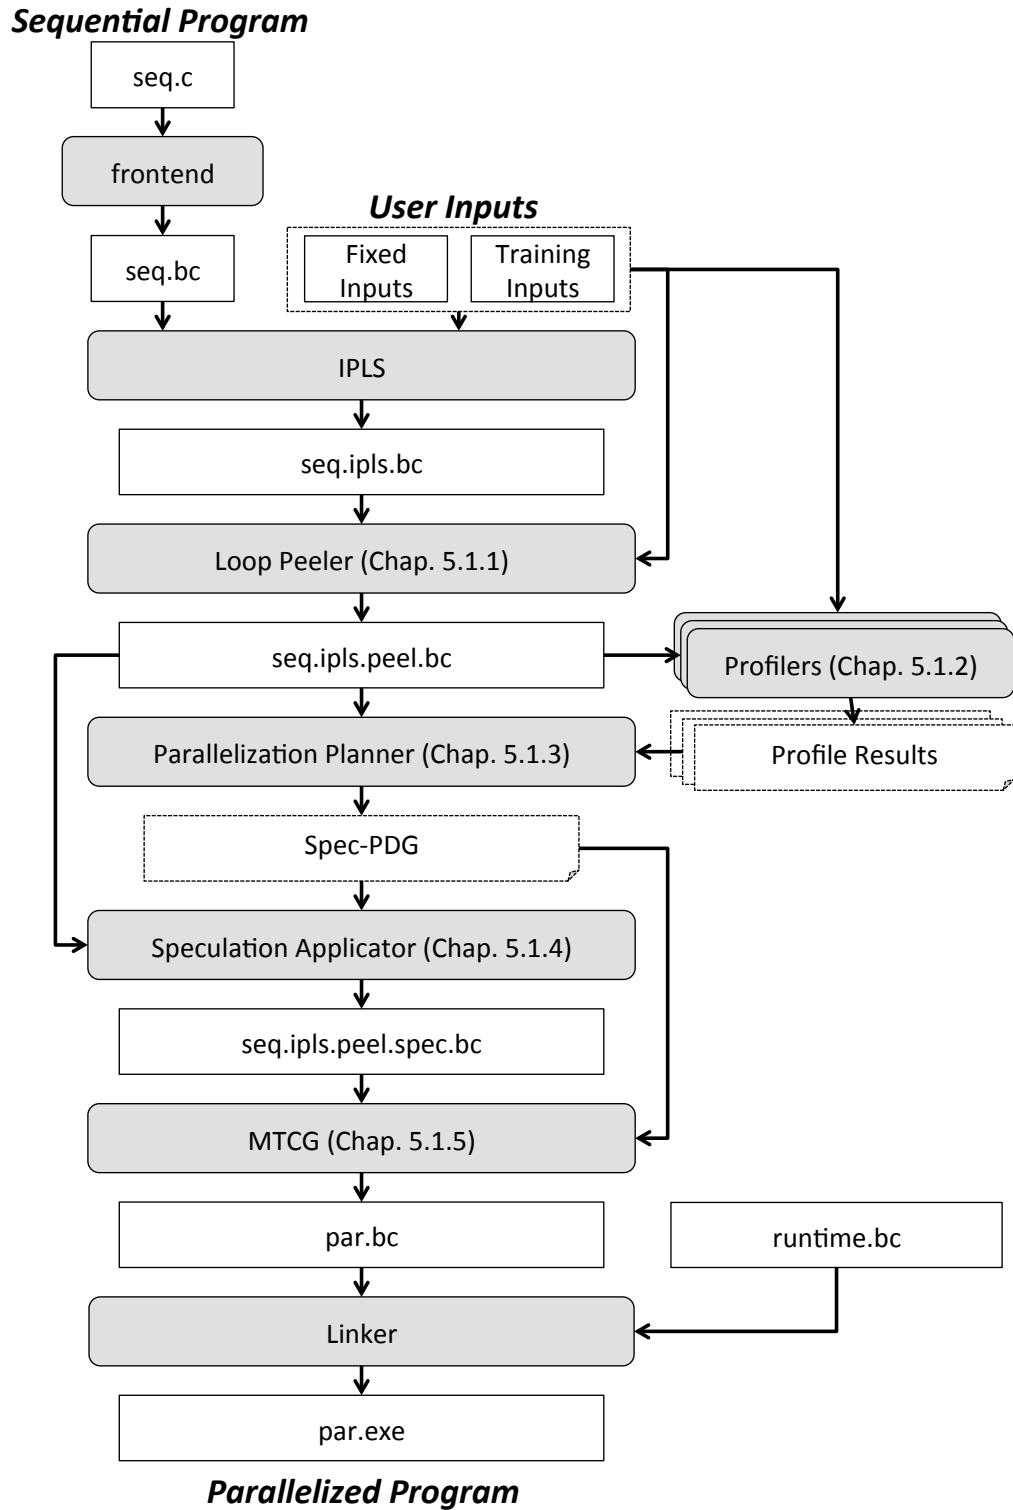 Sequential Program
seq.c
frontend
User Inputs
seq.bc
Fixed
Inputs
Training
Inputs
IPLS
seq.ipls.bc
Loop Peeler (Chap. 5.1.1)
seq.ipls.peel.bc
Profilers (Chap. 5.1.2)
Parallelization Planner (Chap. 5.1.3)
Profile Results
Spec-PDG
Speculation Applicator (Chap. 5.1.4)
seq.ipls.peel.spec.bc
MTCG (Chap. 5.1.5)
par.bc
runtime.bc
Linker
par.exe
Parallelized Program